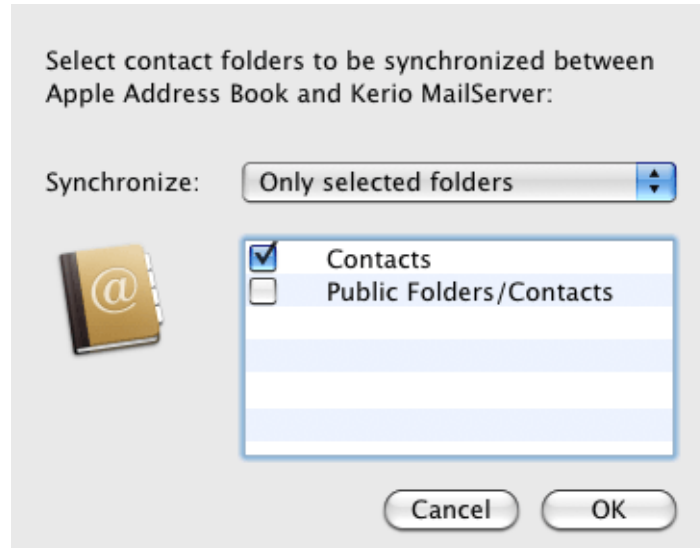 Select contact folders to be synchronized between
Apple Address Book and Kerio MailServer:
Synchronize: Only selected folders
@
Contacts
Public Folders/Contacts
Cancel OK